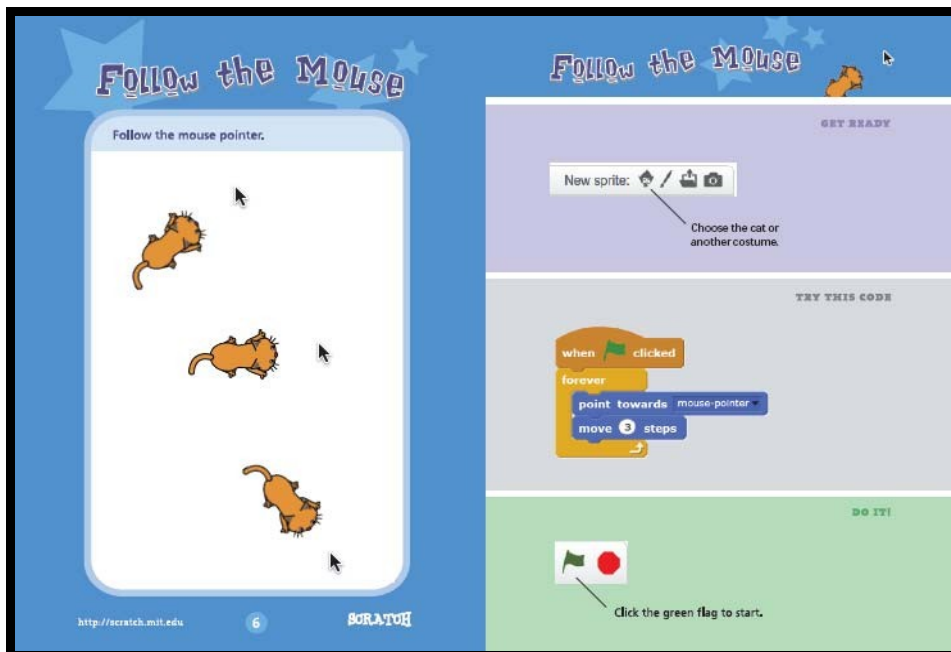 Follow the Mouse
Follow the mouse pointer.
http://scratch.mit.edu
6
SCRATCH
Follow the Mouse
GET READY
New sprite:
Choose the cat or
another costume.
TRY THIS CODE
when clicked
forever
point towards mouse-pointer
move 3 steps
DO IT!
Click the green flag to start.